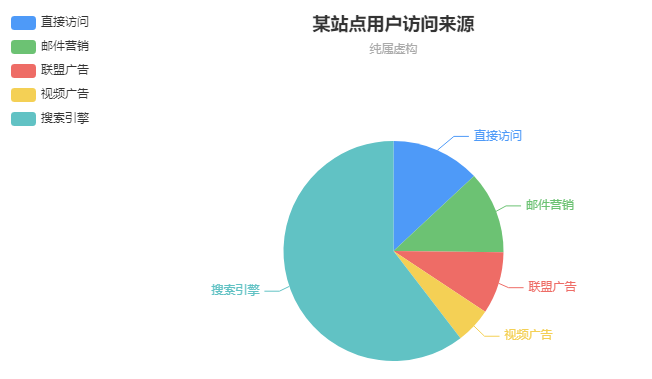 某站点用户访问来源
纯属虚构
直接访问
邮件营销
联盟广告
视频广告
搜索引擎
直接访问
邮件营销
联盟广告
视频广告
搜索引擎